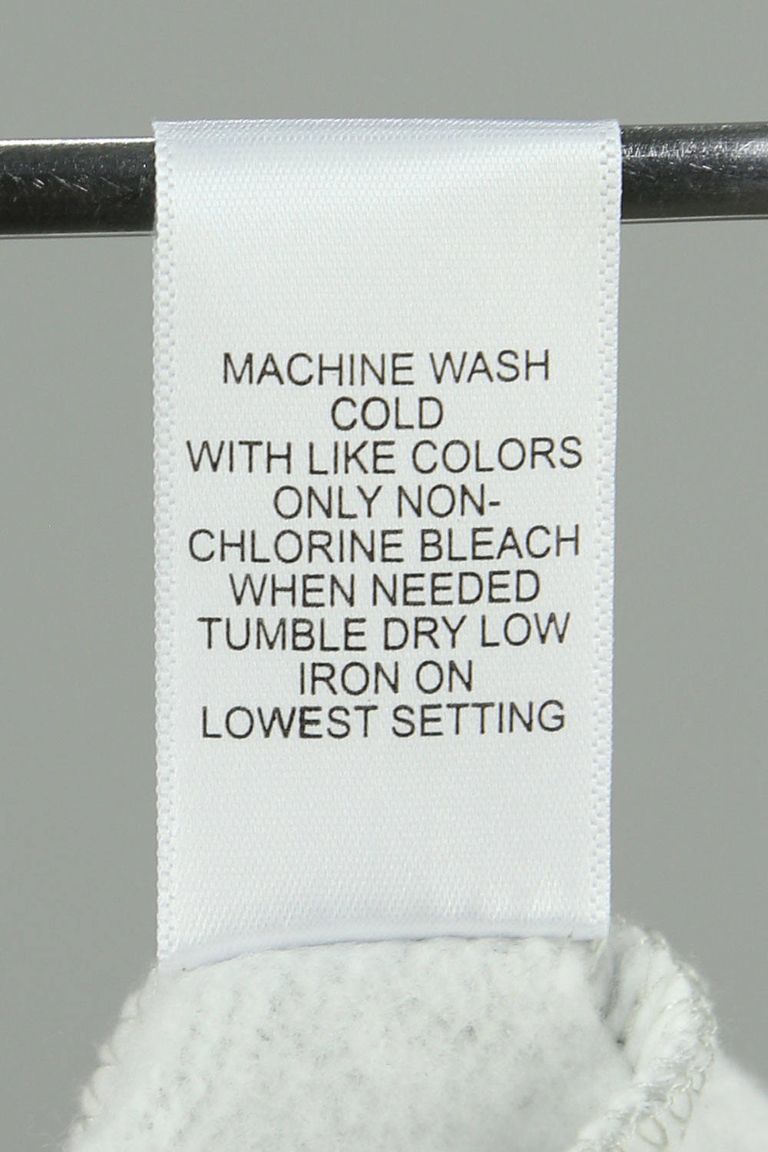 MACHINE WASH
COLD
WITH LIKE COLORS
ONLY NON-
CHLORINE BLEACH
WHEN NEEDED
TUMBLE DRY LOW
IRON ON
LOWEST SETTING